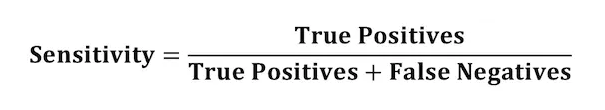 True Positives
Sensitivity =
True Positives + False Negatives